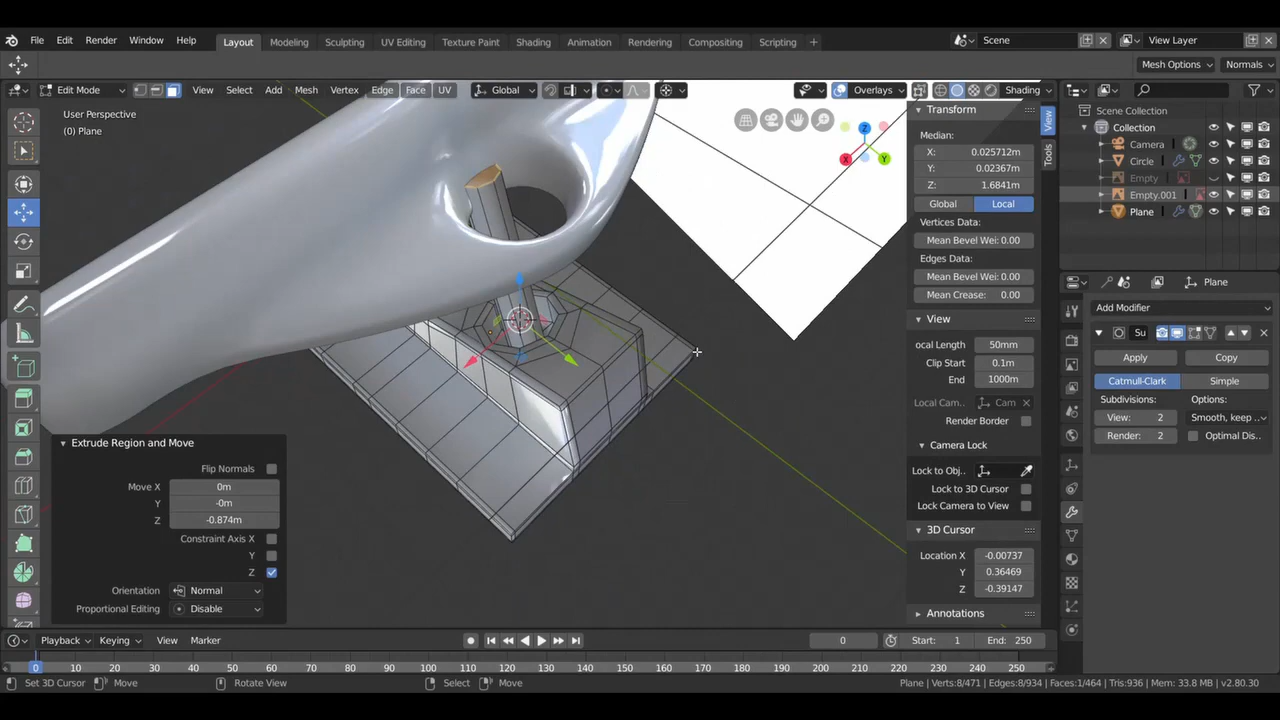 File Edit Render Window Help Layout Modeling Sculpting UV Editing Texture Paint Shading Animation Rendering Compositing Scripting + Scene View Layer
Mesh Options Normals
Edit Mode View Select Add Mesh Vertex Edge Face UV Global Overlays Shading
User Perspective
(0) Plane
Z
X
Y
Transform
Median:
X: 0.025712m
Y: 0.02367m
Z: 1.6841m
Global Local
Vertices Data:
Mean Bevel Wei: 0.00
Edges Data:
Mean Bevel Wei: 0.00
Mean Crease: 0.00
View
ocal Length 50mm
Clip Start 0.1m
End 1000m
Local Cam.. Cam
Render Border
Camera Lock
Lock to Obj..
Lock to 3D Cursor
Lock Camera to View
3D Cursor
Location X -0.00737
Y 0.36469
Z -0.39147
Annotations
View
Tools
Scene Collection
Collection
Camera
Circle
Empty
Empty.001
Plane
Plane
Add Modifier
Su
Apply Copy
Catmull-Clark Simple
Subdivisions: Options:
View: 2 Smooth, keep ..
Render: 2 Optimal Dis..
Extrude Region and Move
Flip Normals
Move X 0m
Y -0m
Z -0.874m
Constraint Axis X
Y
Z
Orientation Normal
Proportional Editing Disable
Playback Keying View Marker 0 Start: 1 End: 250
0 10 20 30 40 50 60 70 80 90 100 110 120 130 140 150 160 170 180 190 200 210 220 230 240 250
Set 3D Cursor Move Rotate View Select Move Plane | Verts:8/471 | Edges:8/934 | Faces:1/464 | Tris:936 | Mem: 33.8 MB | v2.80.30